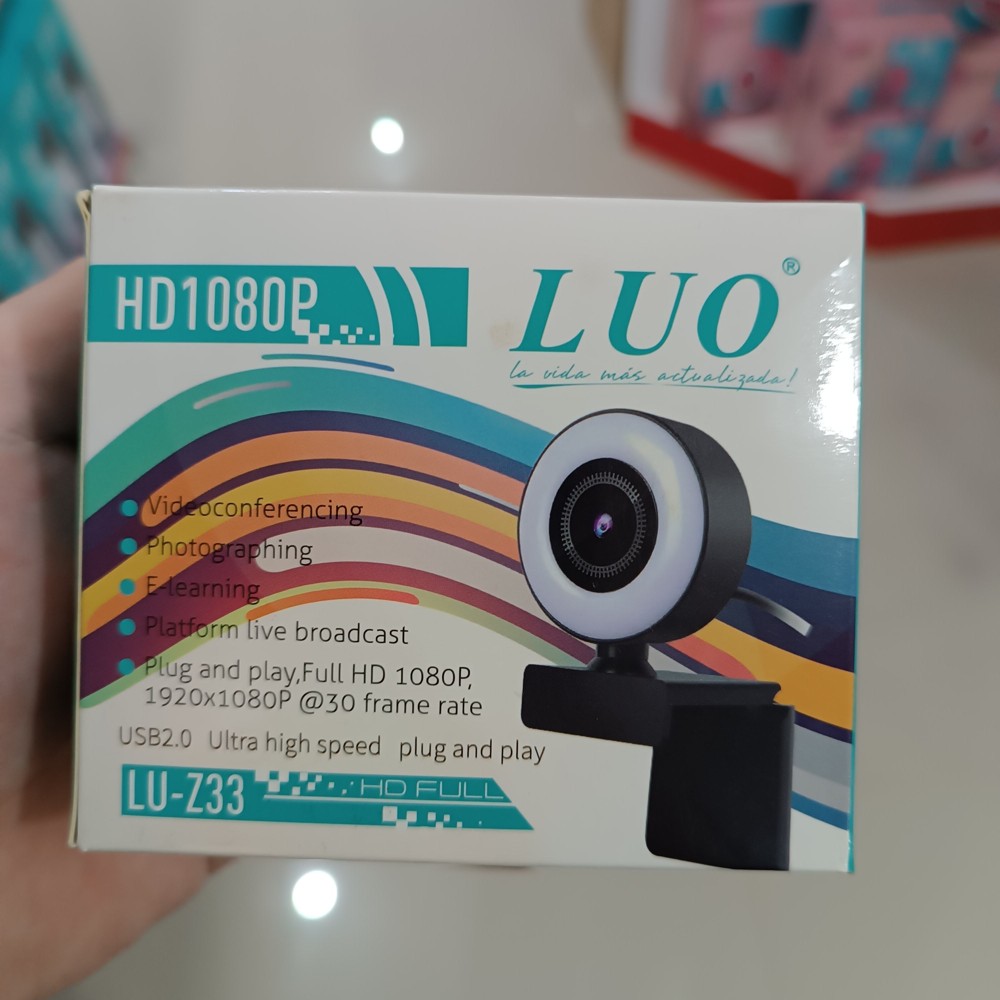 HD1080P
LUO®
la vida más actualizada!
Videoconferencing
Photographing
E-learning
Platform live broadcast
Plug and play,Full HD 1080P,
1920x1080P @30 frame rate
USB2.0 Ultra high speed plug and play
LU-Z33 HD FULL